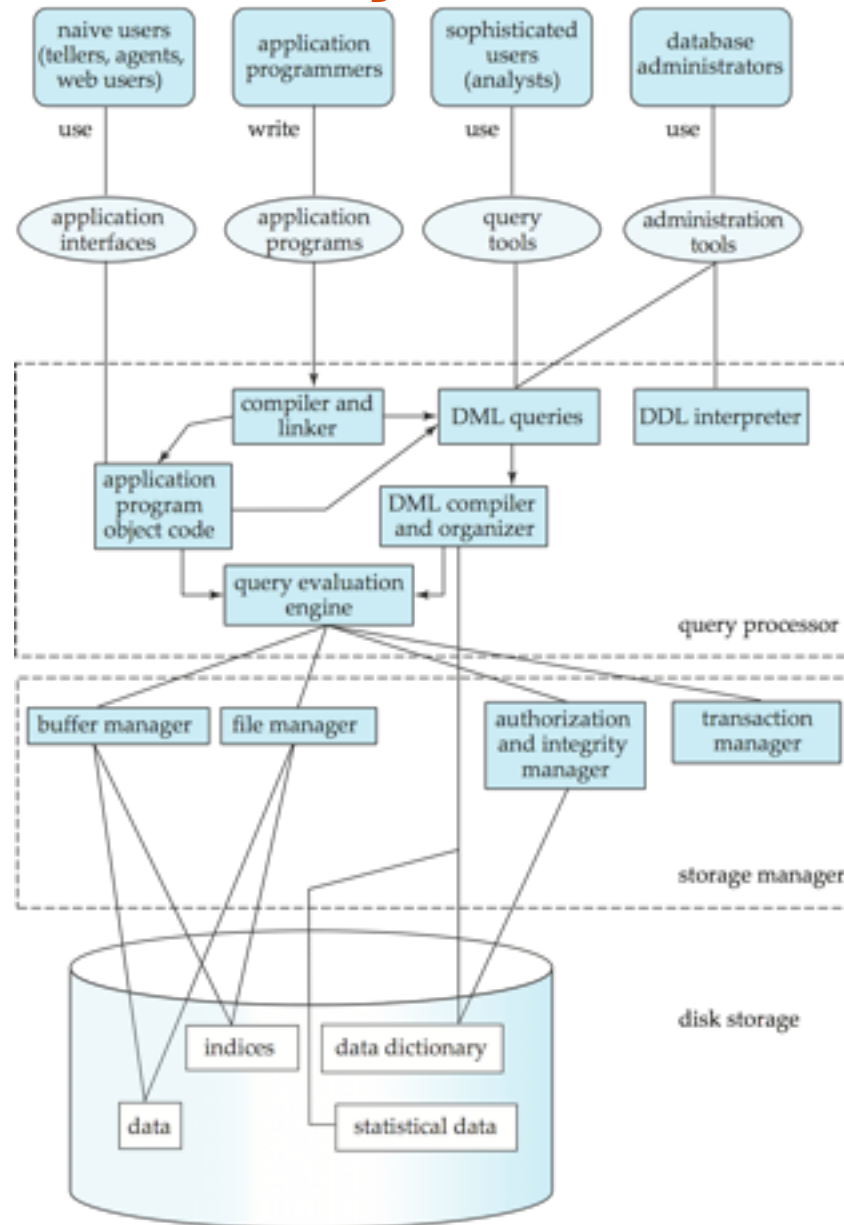 naive users
(tellers, agents,
web users)
application
programmers
sophisticated
users
(analysts)
database
administrators
use
write
use
use
application
interfaces
application
programs
query
tools
administration
tools
compiler and
linker
DML queries
DDL interpreter
application
program
object code
DML compiler
and organizer
query evaluation
engine
query processor
buffer manager
file manager
authorization
and integrity
manager
transaction
manager
storage manager
disk storage
indices
data dictionary
data
statistical data